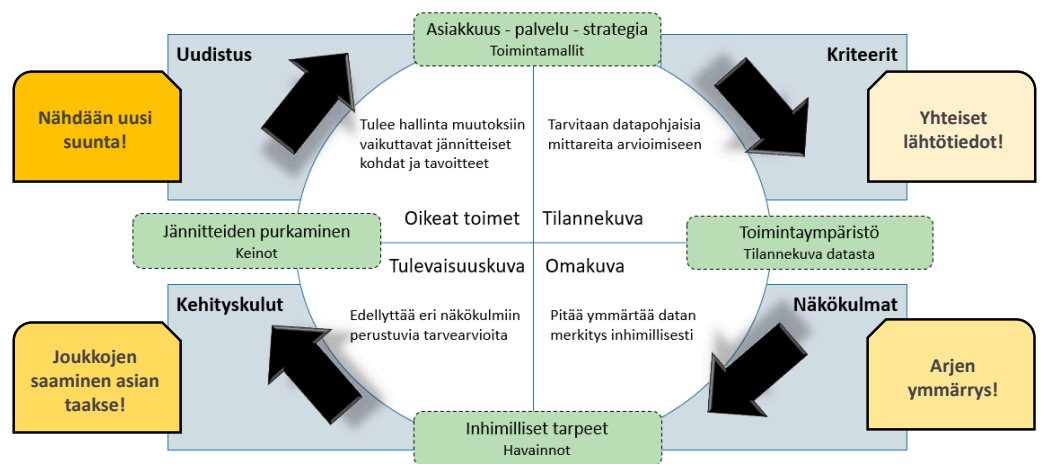 Asiakkuus - palvelu - strategia
Toimintamallit
Uudistus
Kriteerit
Nähdään uusi
suunta!
Tulee hallinta muutoksiin
vaikuttavat jännitteiset
kohdat ja tavoitteet
Tarvitaan datapohjaisia
mittareita arvioimiseen
Yhteiset
lähtötiedot!
Oikeat toimet
Tilannekuva
Jännitteiden purkaminen
Keinot
Toimintaympäristö
Tilannekuva datasta
Tulevaisuuskuva
Omakuva
Kehityskulut
Näkökulmat
Edellyttää eri näkökulmiin
perustuvia tarvearvioita
Pitää ymmärtää datan
merkitys inhimillisesti
Joukkojen
saaminen asian
taakse!
Arjen
ymmärrys!
Inhimilliset tarpeet
Havainnot